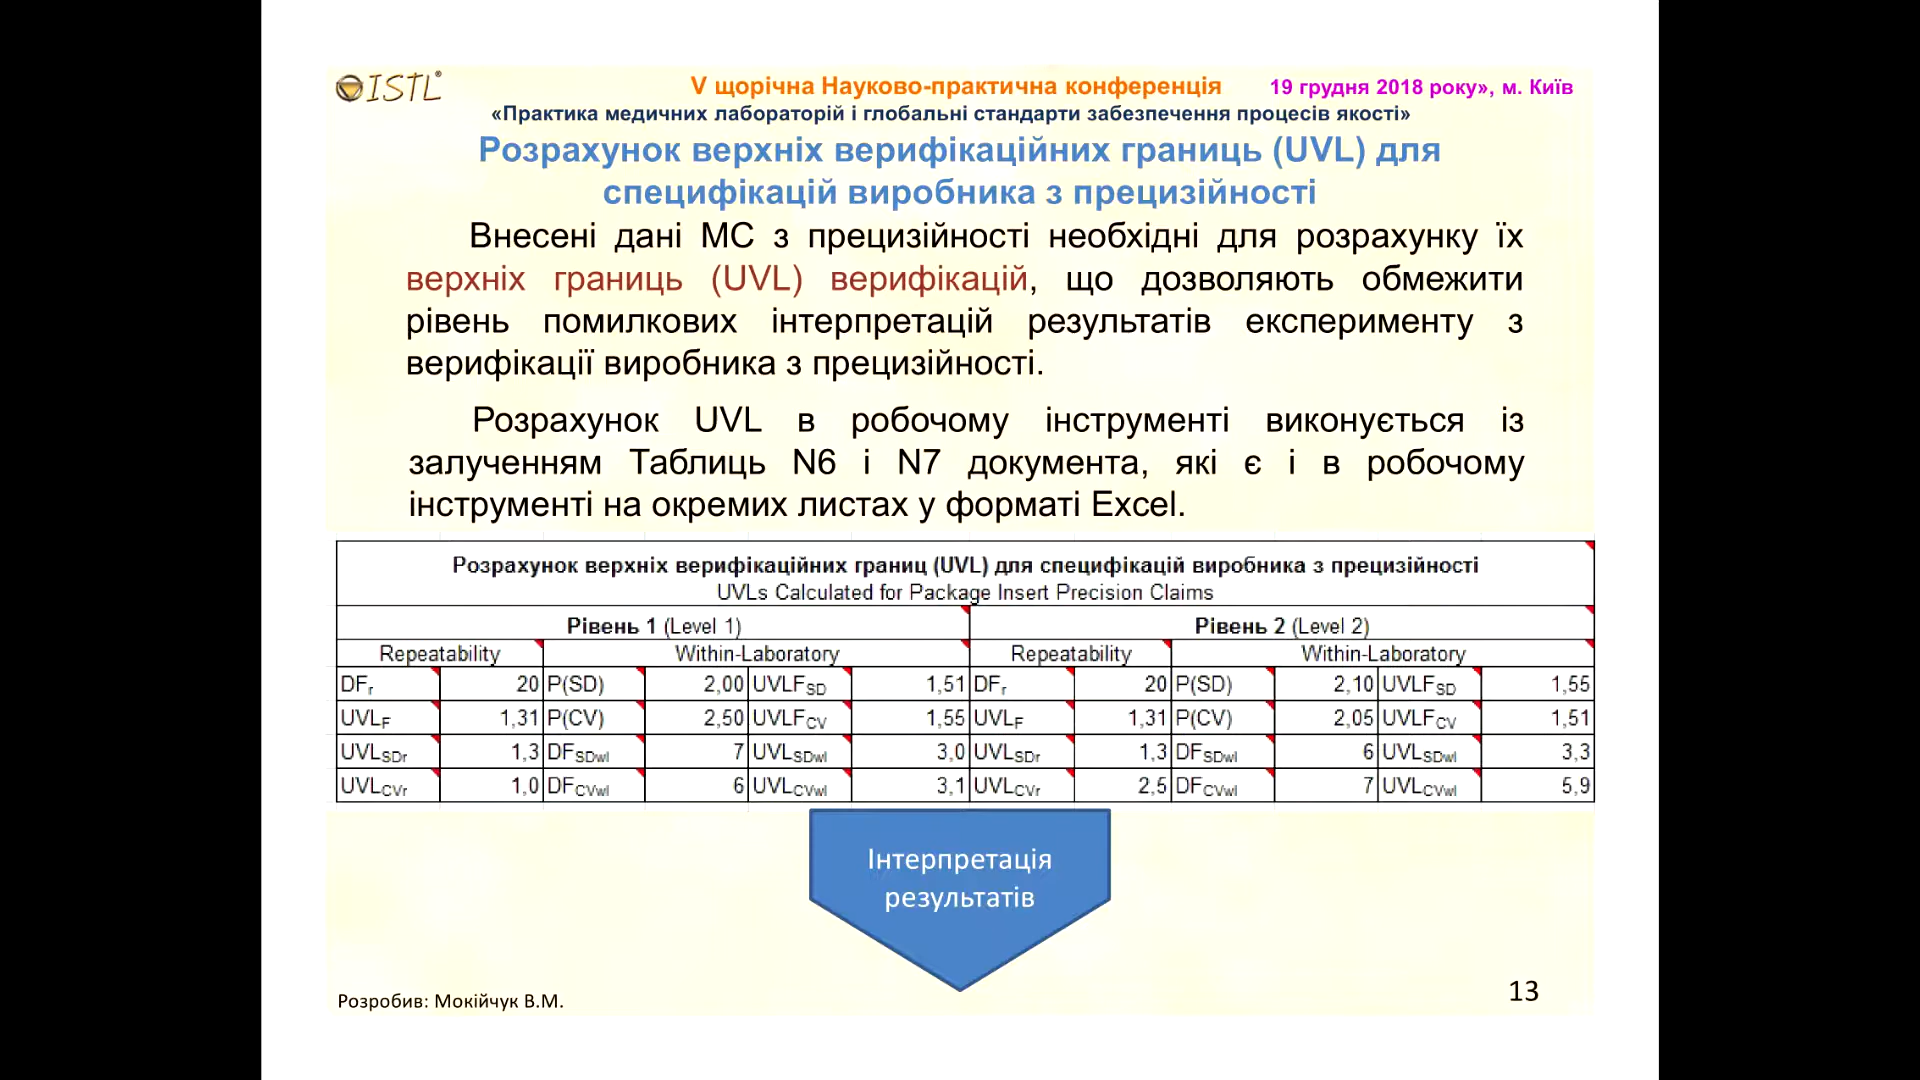 ISTL®
V щорічна Науково-практична конференція 19 грудня 2018 року», м. Київ
«Практика медичних лабораторій і глобальні стандарти забезпечення процесів якості»
Розрахунок верхніх верифікаційних границь (UVL) для
специфікацій виробника з прецизійності
Внесені дані МС з прецизійності необхідні для розрахунку їх
верхніх границь (UVL) верифікацій, що дозволяють обмежити
рівень помилкових інтерпретацій результатів експерименту з
верифікації виробника з прецизійності.
Розрахунок UVL в робочому інструменті виконується із
залученням Таблиць N6 і N7 документа, які є і в робочому
інструменті на окремих листах у форматі Excel.
Розрахунок верхніх верифікаційних границ (UVL) для специфікацій виробника з прецизійності
UVLs Calculated for Package Insert Precision Claims
Рівень 1 (Level 1) Рівень 2 (Level 2)
Repeatability Within-Laboratory Repeatability Within-Laboratory
DFr 20 P(SD) 2,00 UVLFSD 1,51 DFr 20 P(SD) 2,10 UVLFSD 1,55
UVLF 1,31 P(CV) 2,50 UVLFCV 1,55 UVLF 1,31 P(CV) 2,05 UVLFCV 1,51
UVLSDr 1,3 DFSDwl 7 UVLSDwl 3,0 UVLSDr 1,3 DFSDwl 6 UVLSDwl 3,3
UVLCVr 1,0 DFCVwl 6 UVLCVwl 3,1 UVLCVr 2,5 DFCVwl 7 UVLCVwl 5,9
Інтерпретація
результатів
Розробив: Мокійчук В.М.
13